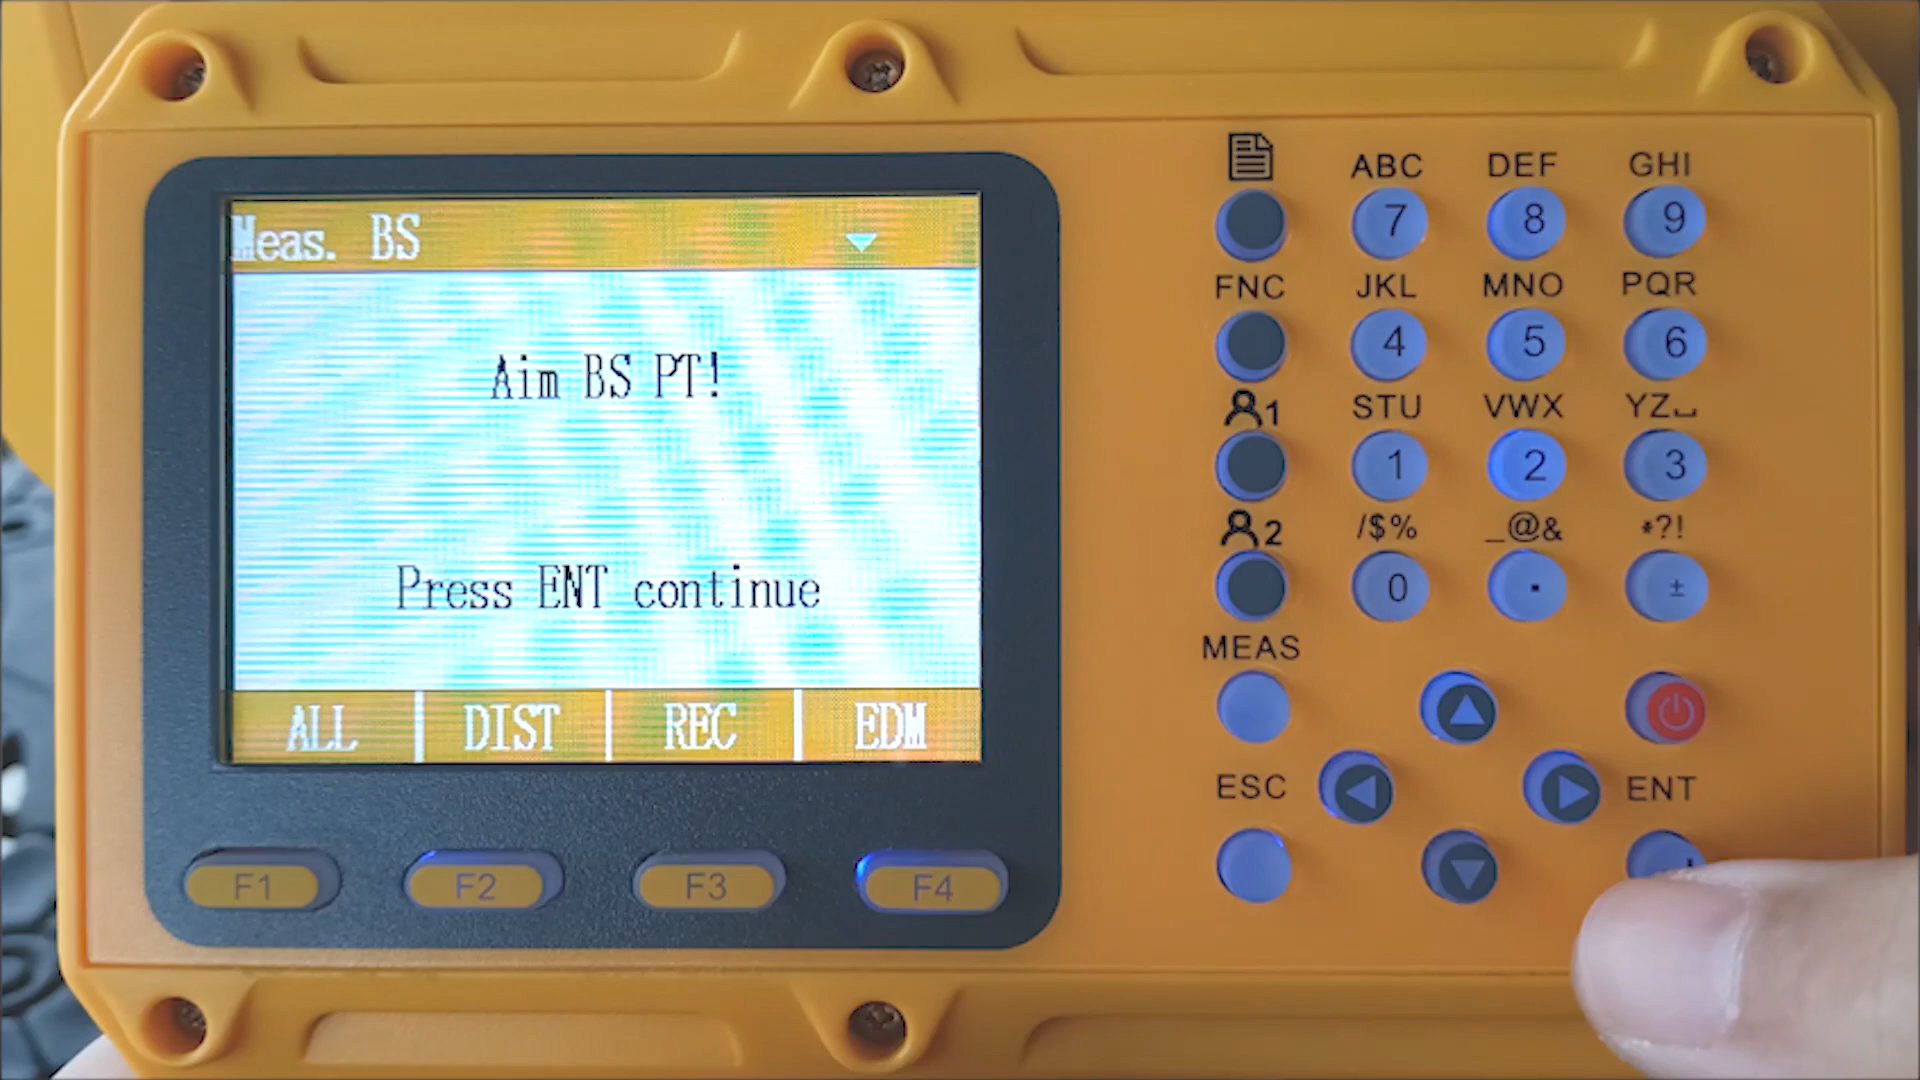 Meas. BS
Aim BS PT!
Press ENT continue
ALL DIST REC EDM
F1 F2 F3 F4
ABC DEF GHI
7 8 9
FNC JKL MNO PQR
4 5 6
1 STU VWX YZ⎵
1 2 3
2 /$% _@& *?!
0 . ±
MEAS
ESC ENT